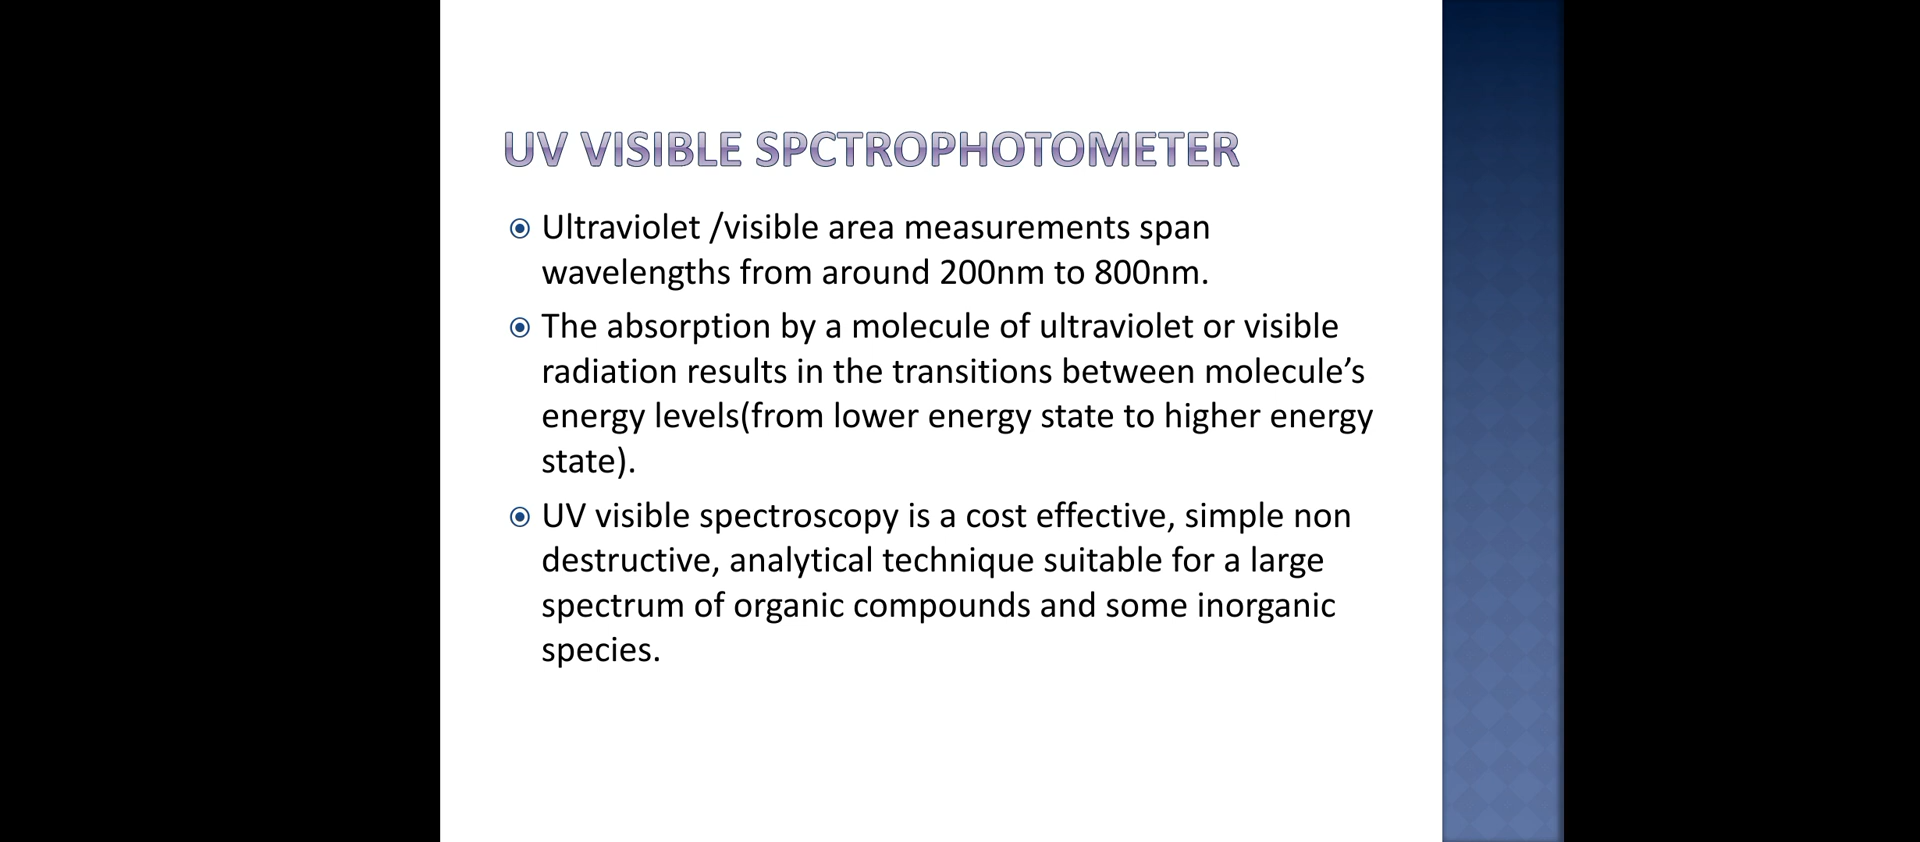 UV VISIBLE SPCTROPHOTOMETER
Ultraviolet /visible area measurements span
wavelengths from around 200nm to 800nm.
The absorption by a molecule of ultraviolet or visible
radiation results in the transitions between molecule’s
energy levels(from lower energy state to higher energy
state).
UV visible spectroscopy is a cost effective, simple non
destructive, analytical technique suitable for a large
spectrum of organic compounds and some inorganic
species.